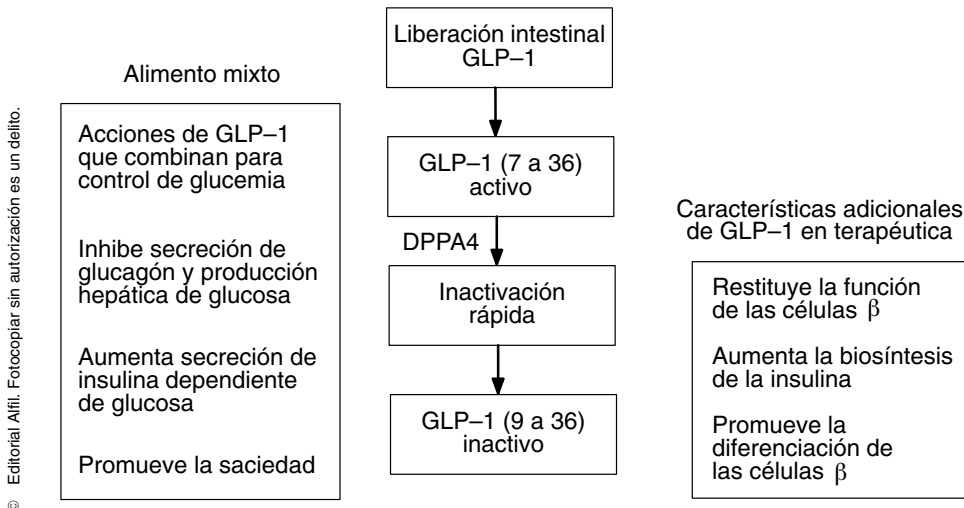 © Editorial Alfil. Fotocopiar sin autorización es un delito.
Alimento mixto
Acciones de GLP–1
que combinan para
control de glucemia
Inhibe secreción de
glucagón y producción
hepática de glucosa
Aumenta secreción de
insulina dependiente
de glucosa
Promueve la saciedad
Liberación intestinal
GLP–1
GLP–1 (7 a 36)
activo
DPPA4
Inactivación
rápida
GLP–1 (9 a 36)
inactivo
Características adicionales
de GLP–1 en terapéutica
Restituye la función
de las células β
Aumenta la biosíntesis
de la insulina
Promueve la
diferenciación de
las células β